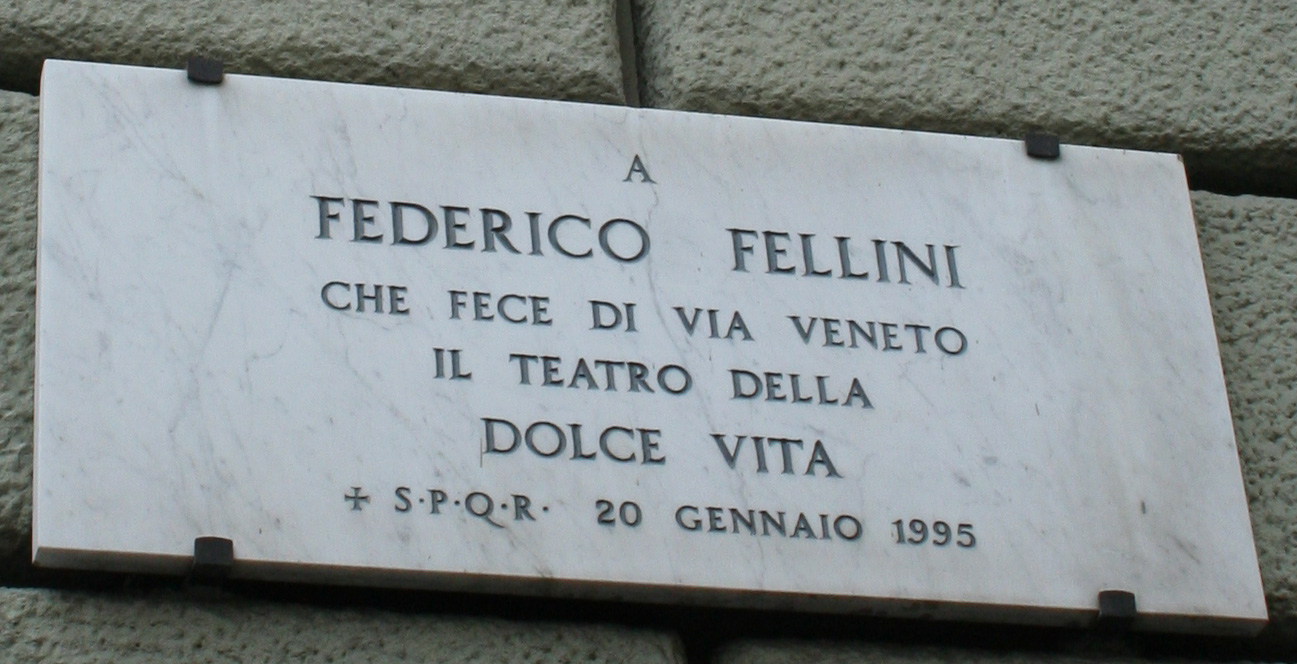 A
FEDERICO FELLINI
CHE FECE DI VIA VENETO
IL TEATRO DELLA
DOLCE VITA
+ S·P·Q·R· 20 GENNAIO 1995